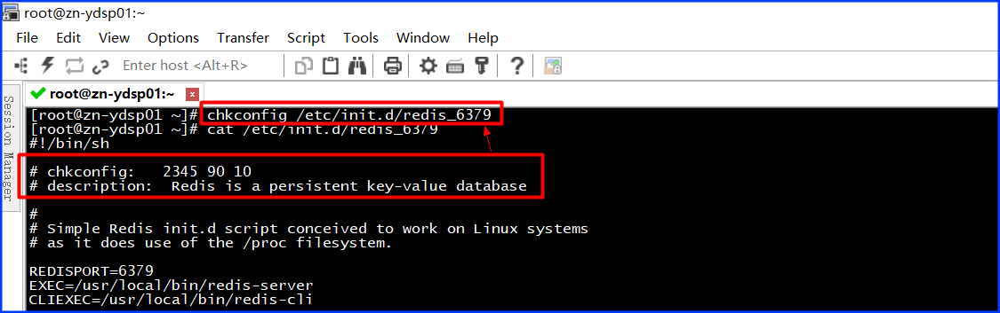 root@zn-ydsp01:~
File Edit View Options Transfer Script Tools Window Help
Enter host <Alt+R>
Session Manager
root@zn-ydsp01:~ x
[root@zn-ydsp01 ~]# chkconfig /etc/init.d/redis_6379
[root@zn-ydsp01 ~]# cat /etc/init.d/redis_6379
#!/bin/sh
# chkconfig:   2345 90 10
# description:  Redis is a persistent key-value database
#
# Simple Redis init.d script conceived to work on Linux systems
# as it does use of the /proc filesystem.
REDISPORT=6379
EXEC=/usr/local/bin/redis-server
CLIEXEC=/usr/local/bin/redis-cli